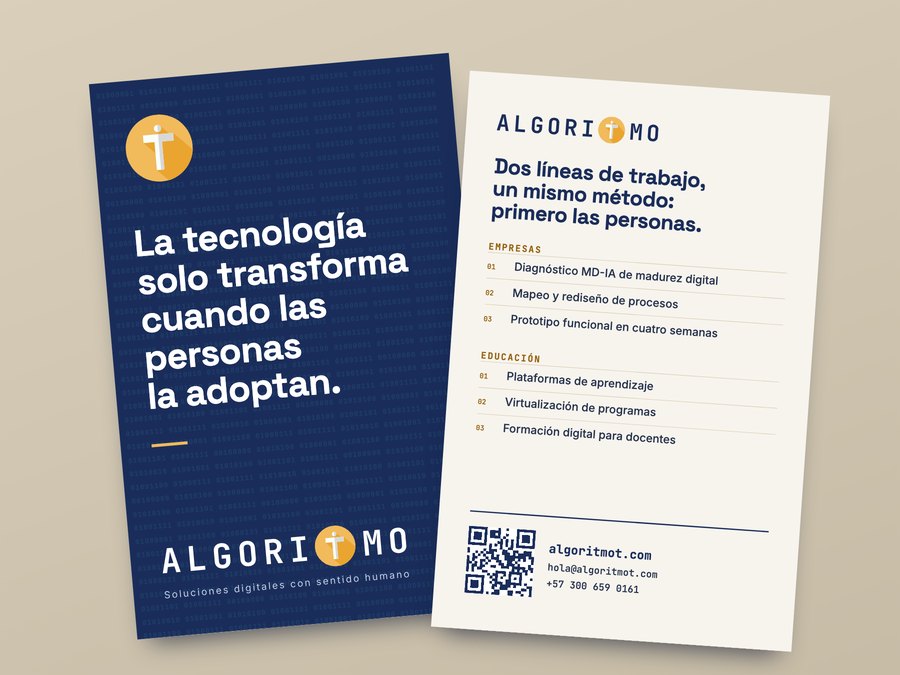 La tecnología
solo transforma
cuando las
personas
la adoptan.
ALGORITMO
Soluciones digitales con sentido humano
ALGORITMO
Dos líneas de trabajo,
un mismo método:
primero las personas.
EMPRESAS
01 Diagnóstico MD-IA de madurez digital
02 Mapeo y rediseño de procesos
03 Prototipo funcional en cuatro semanas
EDUCACIÓN
01 Plataformas de aprendizaje
02 Virtualización de programas
03 Formación digital para docentes
algoritmot.com
hola@algoritmot.com
+57 300 659 0161